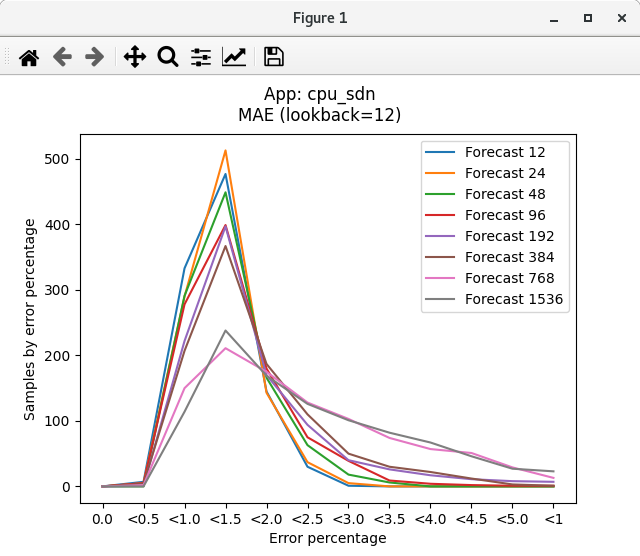 Figure 1
App: cpu_sdn
MAE (lookback=12)
Samples by error percentage
500
400
300
200
100
0
Forecast 12
Forecast 24
Forecast 48
Forecast 96
Forecast 192
Forecast 384
Forecast 768
Forecast 1536
0.0 <0.5 <1.0 <1.5 <2.0 <2.5 <3.0 <3.5 <4.0 <4.5 <5.0 <1
Error percentage